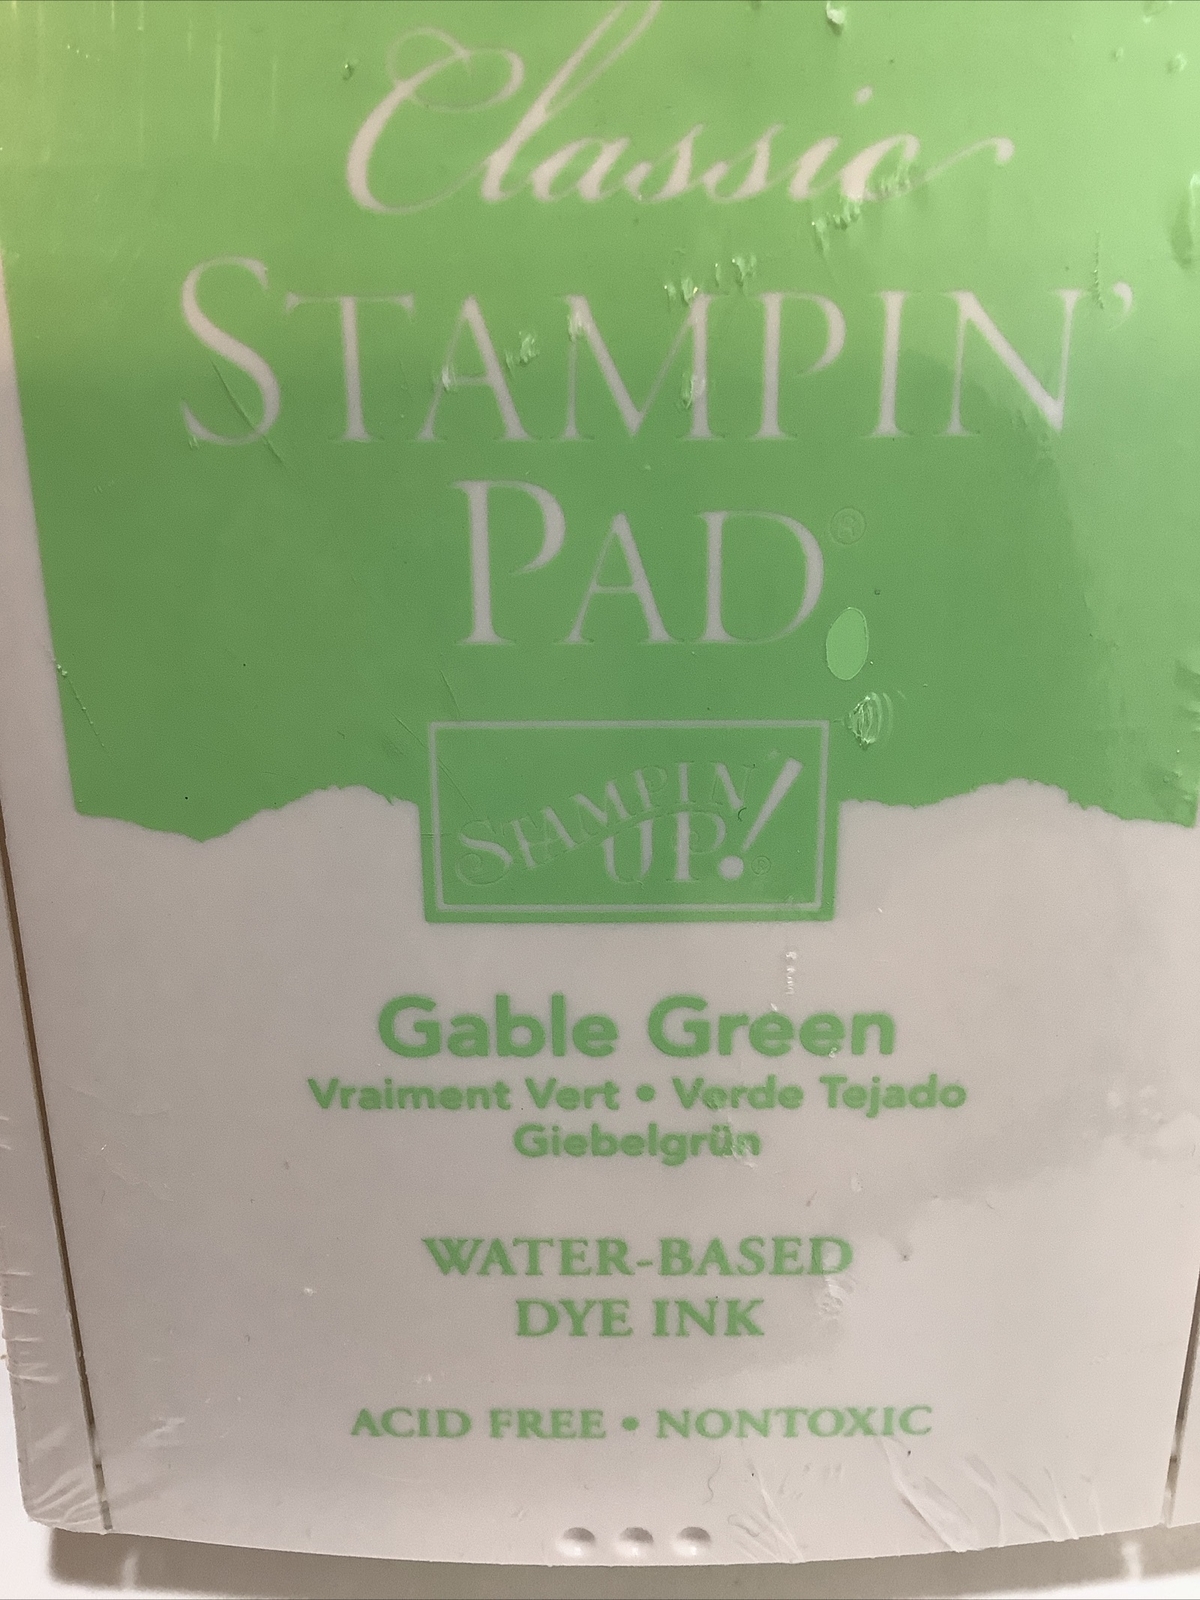 Classic
STAMPIN'
PAD®
STAMPIN'
UP!®
Gable Green
Vraiment Vert • Verde Tejado
Giebelgrün
WATER-BASED
DYE INK
ACID FREE • NONTOXIC